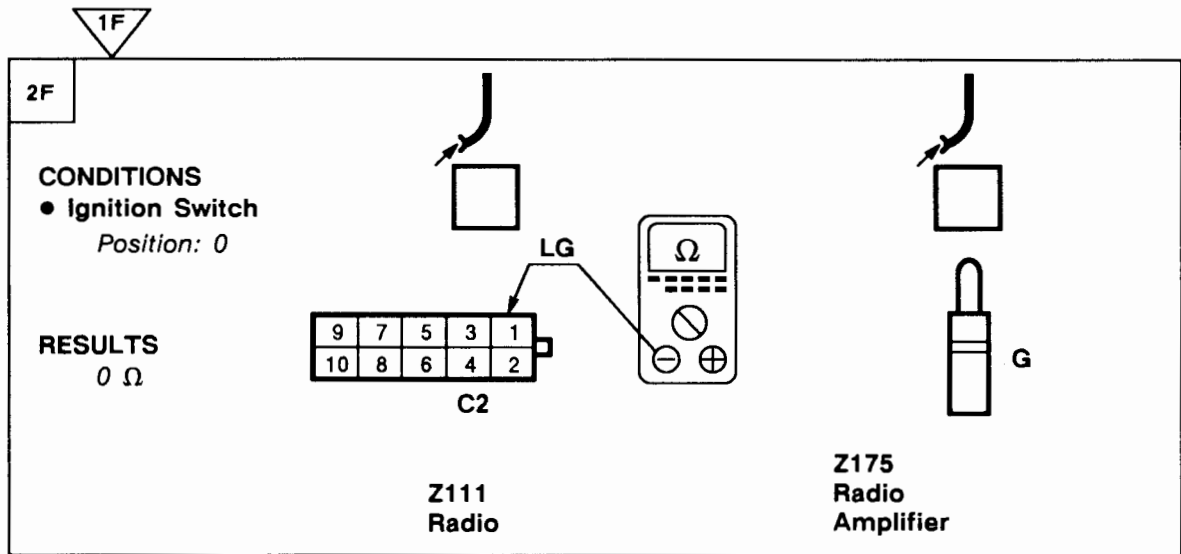 1F
2F
CONDITIONS
● Ignition Switch
Position: 0
RESULTS
0 Ω
LG
Ω
9 7 5 3 1
10 8 6 4 2
C2
− +
G
Z111
Radio
Z175
Radio
Amplifier